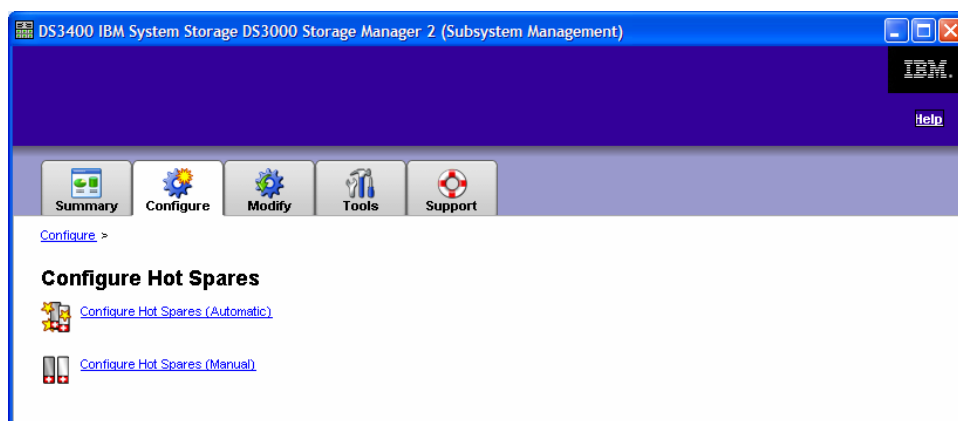 DS3400 IBM System Storage DS3000 Storage Manager 2 (Subsystem Management)
IBM.
Help
Summary Configure Modify Tools Support
Configure >
Configure Hot Spares
Configure Hot Spares (Automatic)
Configure Hot Spares (Manual)